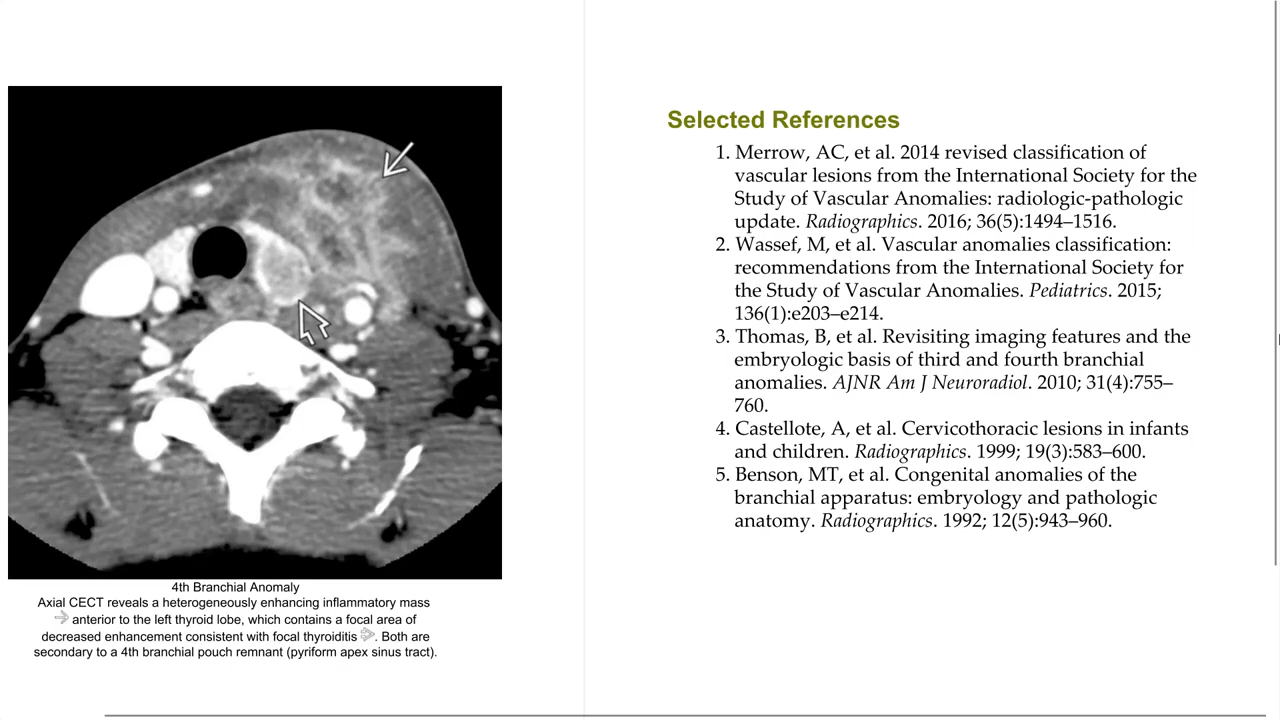 4th Branchial Anomaly
Axial CECT reveals a heterogeneously enhancing inflammatory mass
anterior to the left thyroid lobe, which contains a focal area of
decreased enhancement consistent with focal thyroiditis . Both are
secondary to a 4th branchial pouch remnant (pyriform apex sinus tract).
Selected References
1. Merrow, AC, et al. 2014 revised classification of
vascular lesions from the International Society for the
Study of Vascular Anomalies: radiologic-pathologic
update. Radiographics. 2016; 36(5):1494–1516.
2. Wassef, M, et al. Vascular anomalies classification:
recommendations from the International Society for
the Study of Vascular Anomalies. Pediatrics. 2015;
136(1):e203–e214.
3. Thomas, B, et al. Revisiting imaging features and the
embryologic basis of third and fourth branchial
anomalies. AJNR Am J Neuroradiol. 2010; 31(4):755–
760.
4. Castellote, A, et al. Cervicothoracic lesions in infants
and children. Radiographics. 1999; 19(3):583–600.
5. Benson, MT, et al. Congenital anomalies of the
branchial apparatus: embryology and pathologic
anatomy. Radiographics. 1992; 12(5):943–960.